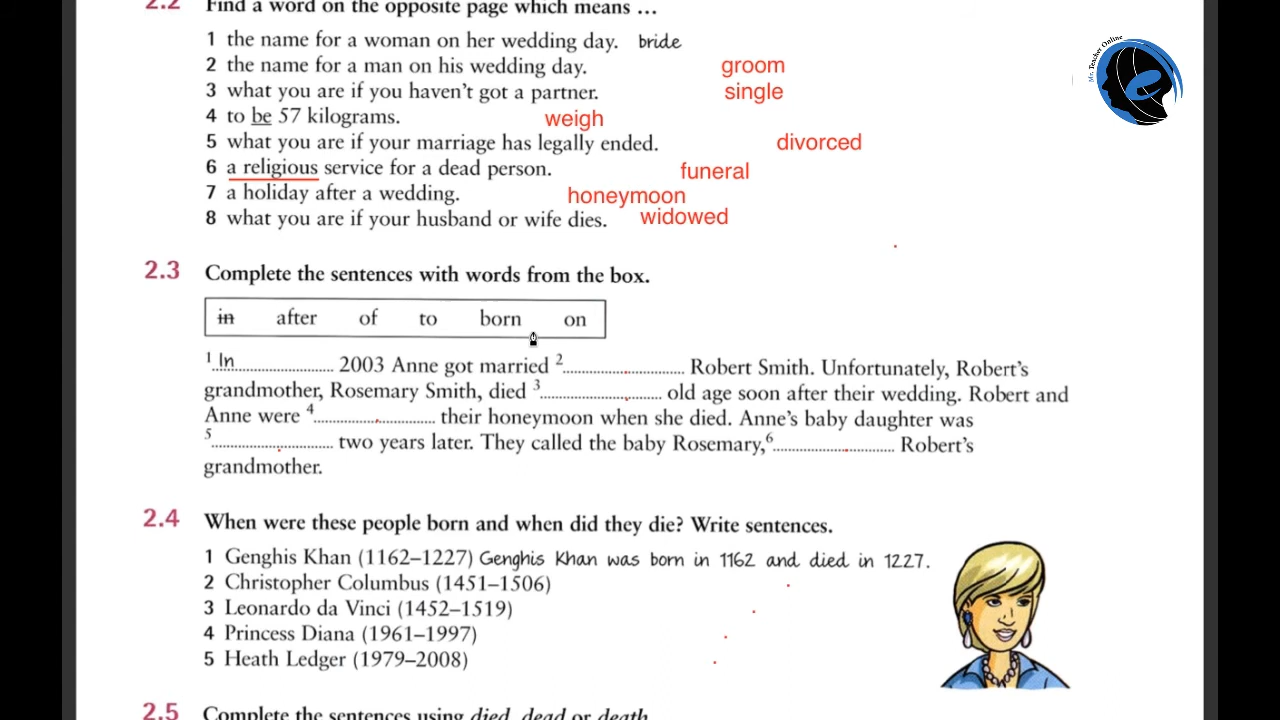 2.2 Find a word on the opposite page which means ...
1 the name for a woman on her wedding day. bride
2 the name for a man on his wedding day. groom
3 what you are if you haven't got a partner. single
4 to be 57 kilograms. weigh
5 what you are if your marriage has legally ended. divorced
6 a religious service for a dead person. funeral
7 a holiday after a wedding. honeymoon
8 what you are if your husband or wife dies. widowed
Mr. Teacher Online
2.3 Complete the sentences with words from the box.
in after of to born on
1 In 2003 Anne got married 2 Robert Smith. Unfortunately, Robert's
grandmother, Rosemary Smith, died 3 old age soon after their wedding. Robert and
Anne were 4 their honeymoon when she died. Anne's baby daughter was
5 two years later. They called the baby Rosemary, 6 Robert's
grandmother.
2.4 When were these people born and when did they die? Write sentences.
1 Genghis Khan (1162–1227) Genghis Khan was born in 1162 and died in 1227.
2 Christopher Columbus (1451–1506)
3 Leonardo da Vinci (1452–1519)
4 Princess Diana (1961–1997)
5 Heath Ledger (1979–2008)
2.5 Complete the sentences using died, dead or death.